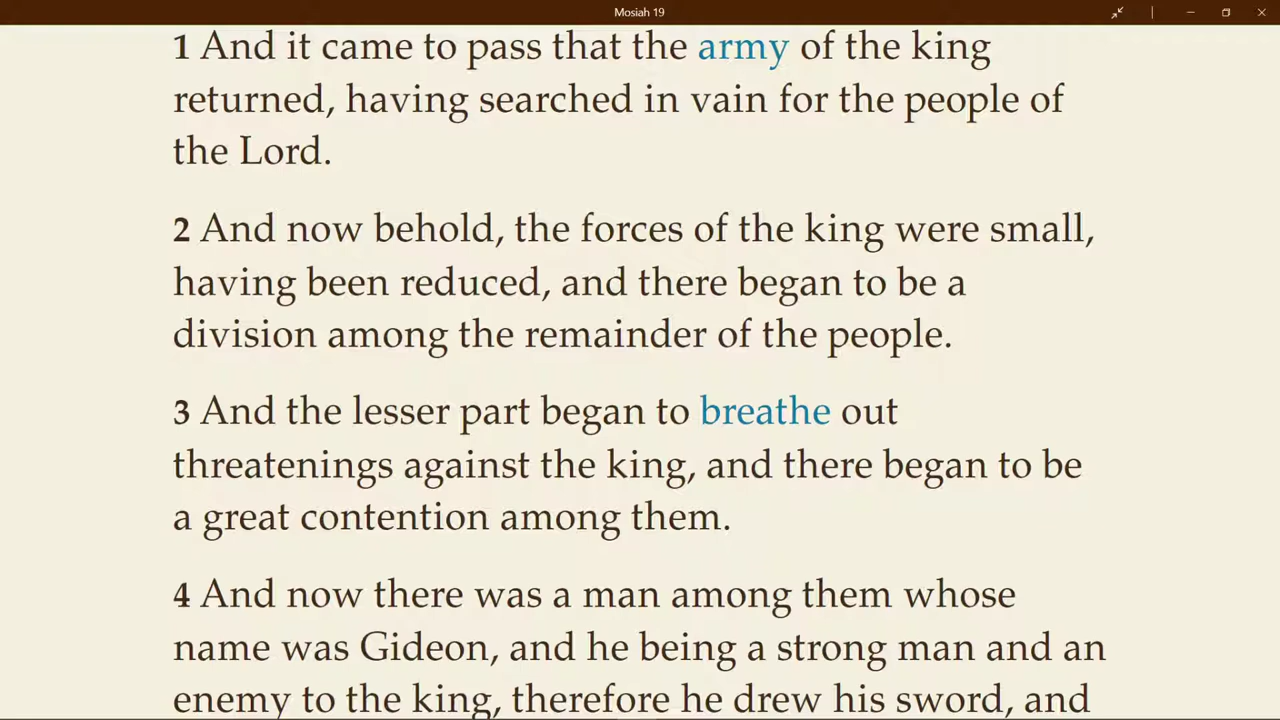 Mosiah 19
1 And it came to pass that the army of the king
returned, having searched in vain for the people of
the Lord.
2 And now behold, the forces of the king were small,
having been reduced, and there began to be a
division among the remainder of the people.
3 And the lesser part began to breathe out
threatenings against the king, and there began to be
a great contention among them.
4 And now there was a man among them whose
name was Gideon, and he being a strong man and an
enemy to the king, therefore he drew his sword, and